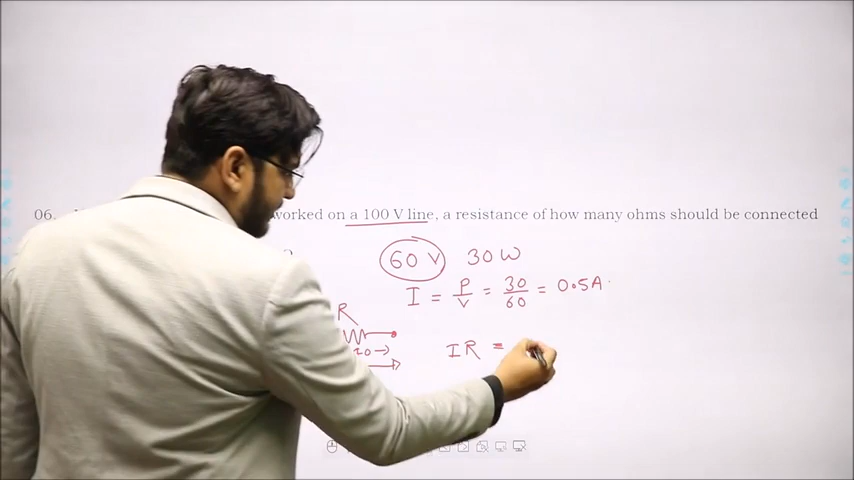 06. worked on a 100 V line, a resistance of how many ohms should be connected
60 V 30W
I = P/V = 30/60 = 0.5A
R
IR =